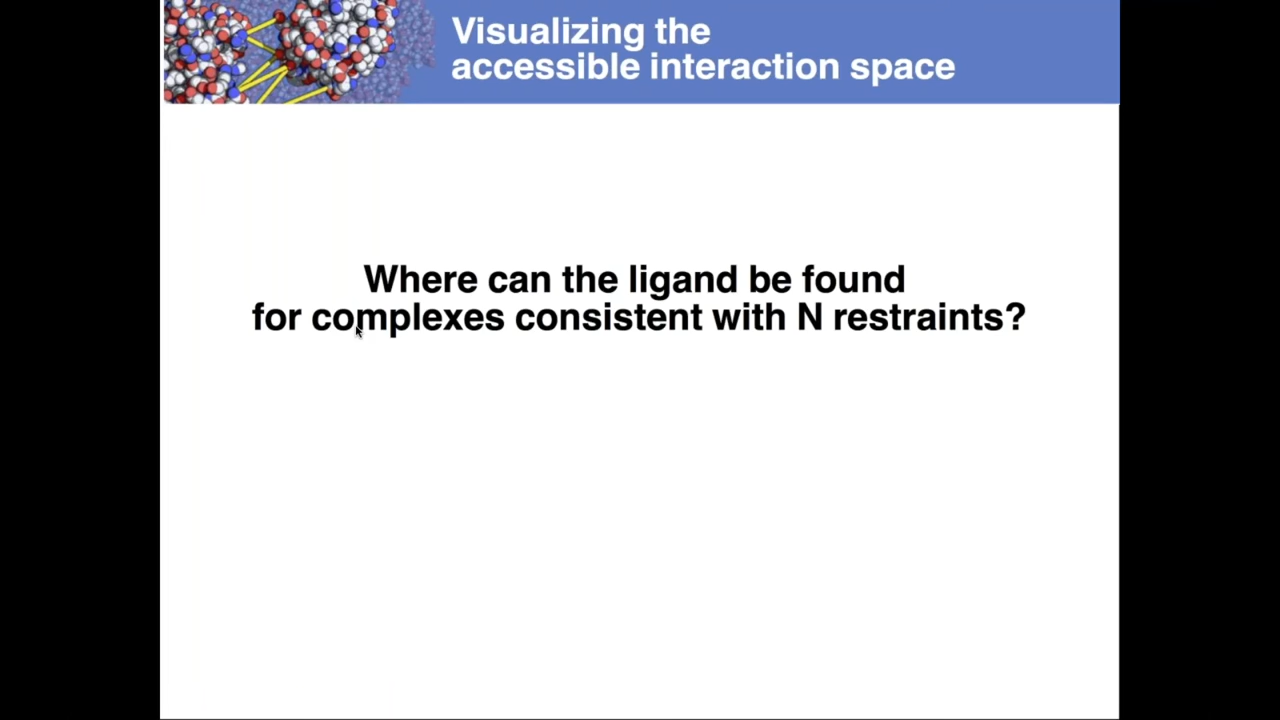 Visualizing the
accessible interaction space
Where can the ligand be found
for complexes consistent with N restraints?